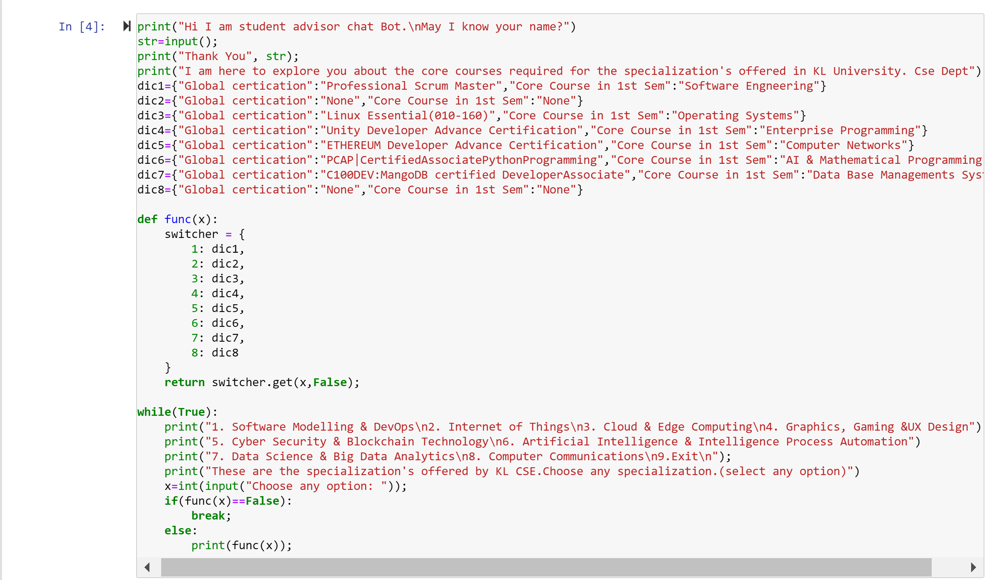 In [4]:
print("Hi I am student advisor chat Bot.\nMay I know your name?")
str=input();
print("Thank You", str);
print("I am here to explore you about the core courses required for the specialization's offered in KL University. Cse Dept")
dic1={"Global certication":"Professional Scrum Master","Core Course in 1st Sem":"Software Engneering"}
dic2={"Global certication":"None","Core Course in 1st Sem":"None"}
dic3={"Global certication":"Linux Essential(010-160)","Core Course in 1st Sem":"Operating Systems"}
dic4={"Global certication":"Unity Developer Advance Certification","Core Course in 1st Sem":"Enterprise Programming"}
dic5={"Global certication":"ETHEREUM Developer Advance Certification","Core Course in 1st Sem":"Computer Networks"}
dic6={"Global certication":"PCAP|CertifiedAssociatePythonProgramming","Core Course in 1st Sem":"AI & Mathematical Programming
dic7={"Global certication":"C100DEV:MangoDB certified DeveloperAssociate","Core Course in 1st Sem":"Data Base Managements Sys
dic8={"Global certication":"None","Core Course in 1st Sem":"None"}
def func(x):
    switcher = {
        1: dic1,
        2: dic2,
        3: dic3,
        4: dic4,
        5: dic5,
        6: dic6,
        7: dic7,
        8: dic8
    }
    return switcher.get(x,False);
while(True):
    print("1. Software Modelling & DevOps\n2. Internet of Things\n3. Cloud & Edge Computing\n4. Graphics, Gaming &UX Design")
    print("5. Cyber Security & Blockchain Technology\n6. Artificial Intelligence & Intelligence Process Automation")
    print("7. Data Science & Big Data Analytics\n8. Computer Communications\n9.Exit\n");
    print("These are the specialization's offered by KL CSE.Choose any specialization.(select any option)")
    x=int(input("Choose any option: "));
    if(func(x)==False):
        break;
    else:
        print(func(x));